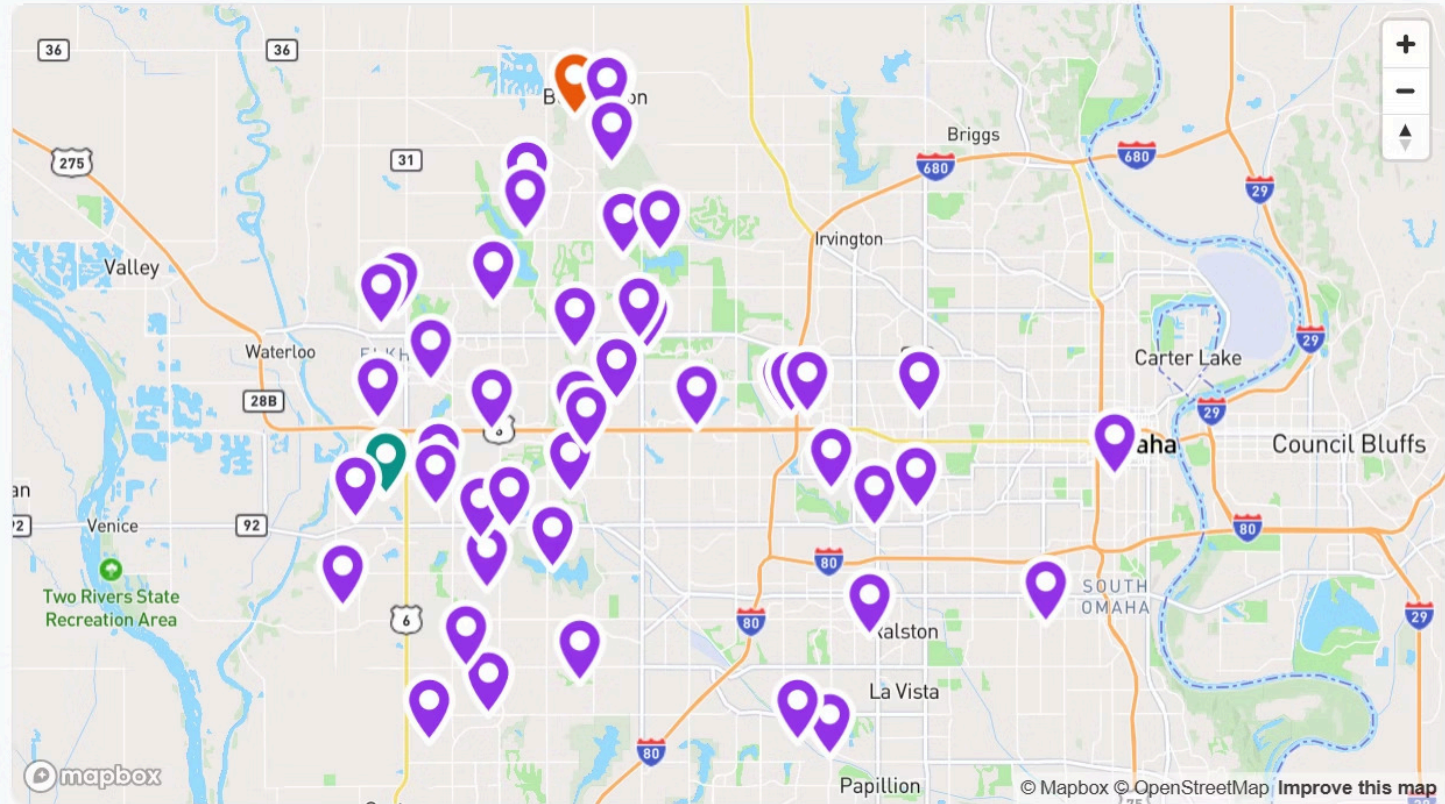 36
36
31
275
Briggs
680
680
29
Irvington
Valley
Waterloo
29
Carter Lake
28B
29
aha
Council Bluffs
an
Venice
92
80
80
Two Rivers State
Recreation Area
SOUTH
OMAHA
6
80
29
La Vista
80
mapbox
Papillion
© Mapbox © OpenStreetMap Improve this map